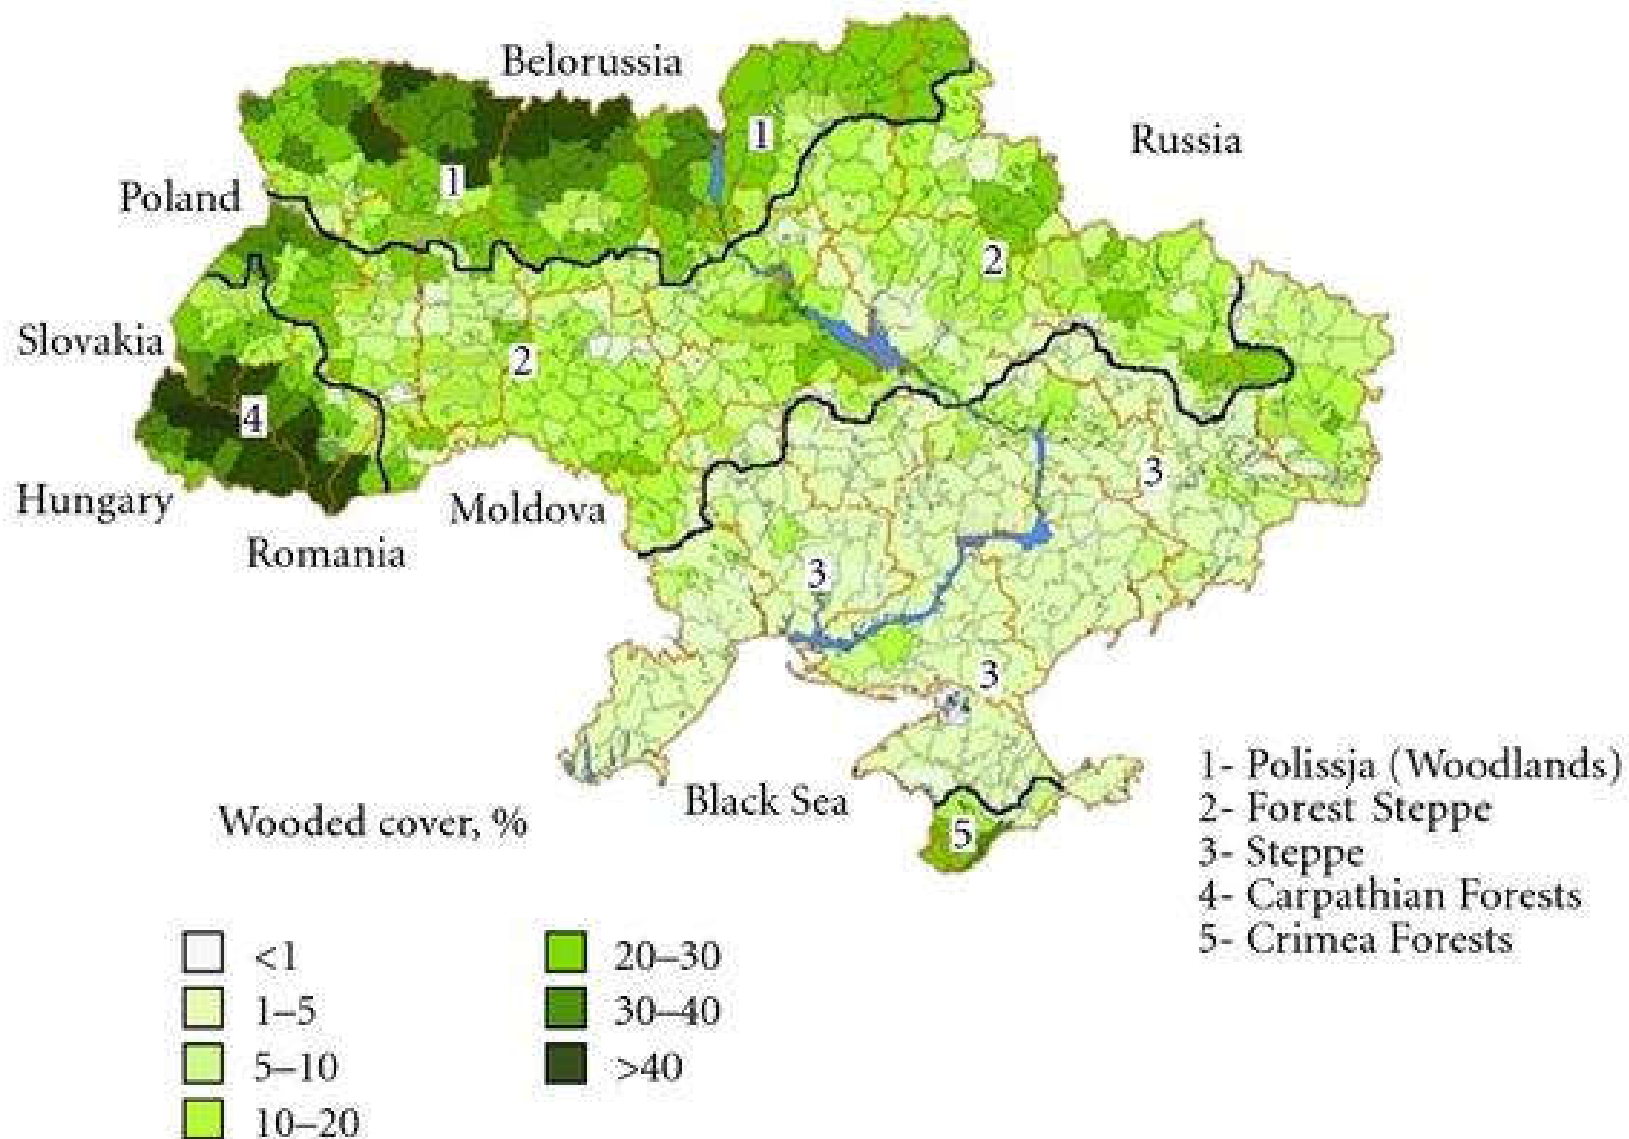 Belorussia
Russia
1
1
Poland
2
Slovakia
2
4
3
Hungary
Moldova
Romania
3
3
Black Sea
5
1- Polissja (Woodlands)
2- Forest Steppe
3- Steppe
4- Carpathian Forests
5- Crimea Forests
Wooded cover, %
<1
1–5
5–10
10–20
20–30
30–40
>40